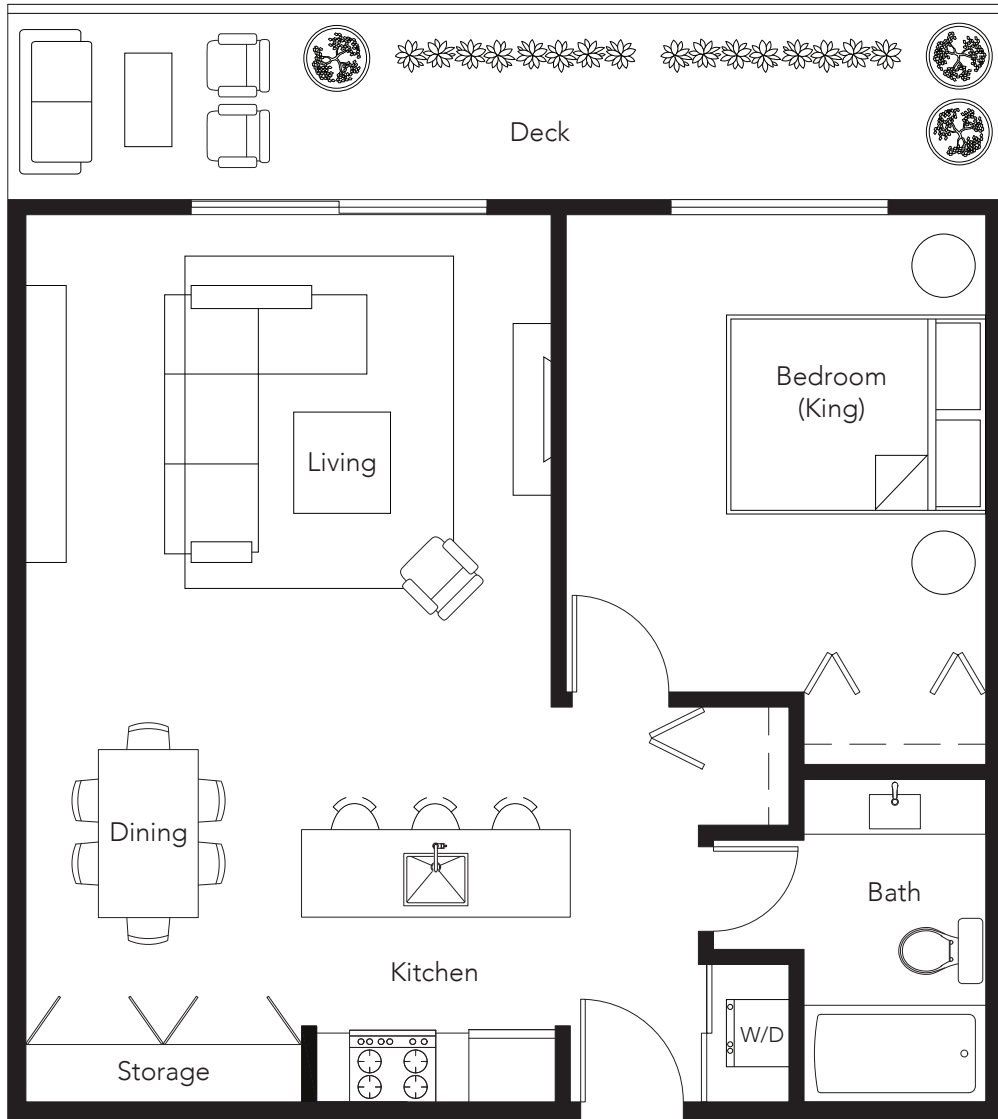 Deck
Bedroom
(King)
Living
Dining
Bath
Kitchen
W/D
Storage